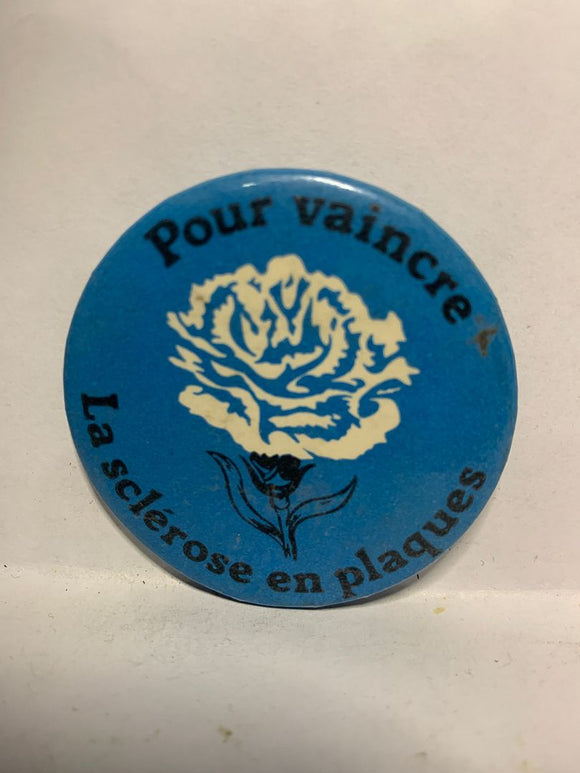 Pour vaincre
La sclérose en plaques